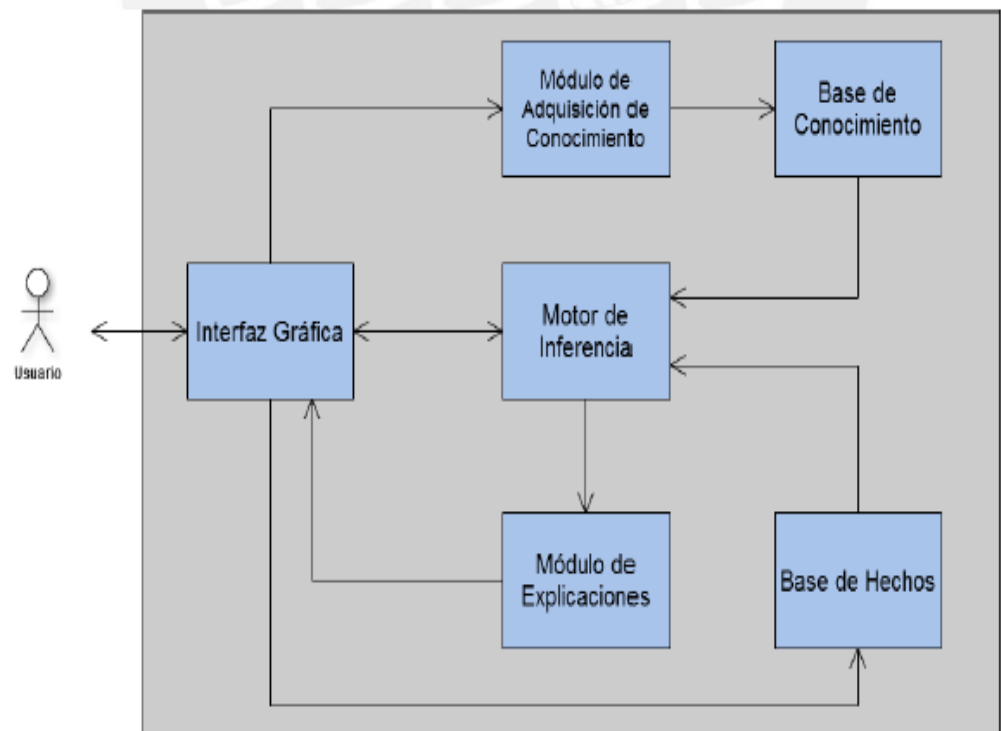 Módulo de
Adquisición de
Conocimiento
Base de
Conocimiento
Usuario
Interfaz Gráfica
Motor de
Inferencia
Módulo de
Explicaciones
Base de Hechos